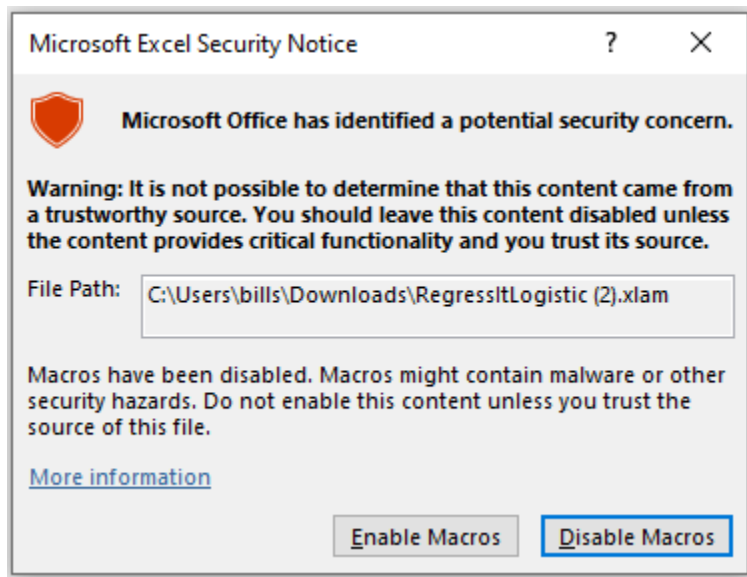 Microsoft Excel Security Notice ? ×
Microsoft Office has identified a potential security concern.
Warning: It is not possible to determine that this content came from
a trustworthy source. You should leave this content disabled unless
the content provides critical functionality and you trust its source.
File Path: C:\Users\bills\Downloads\RegressItLogistic (2).xlam
Macros have been disabled. Macros might contain malware or other
security hazards. Do not enable this content unless you trust the
source of this file.
More information
Enable Macros Disable Macros